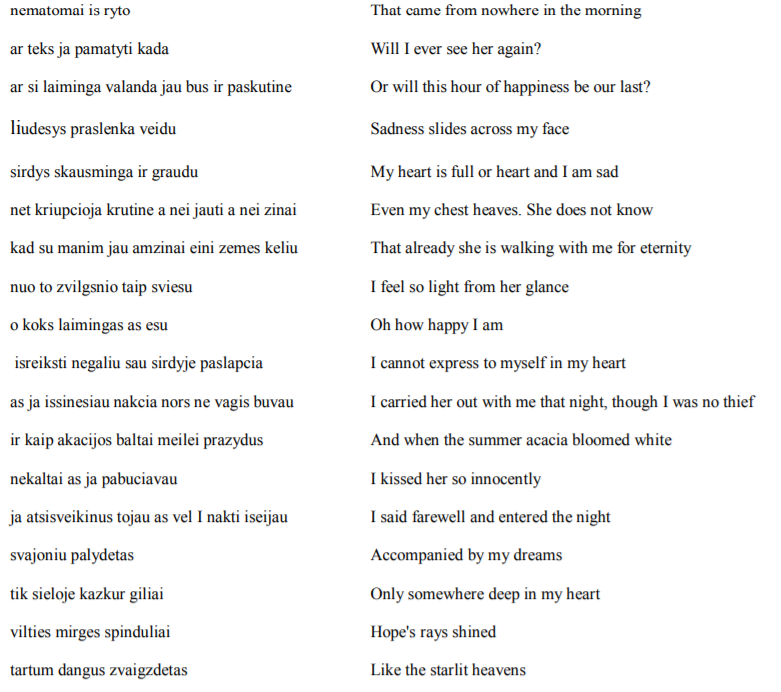 nematomai is ryto That came from nowhere in the morning
ar teks ja pamatyti kada Will I ever see her again?
ar si laiminga valanda jau bus ir paskutine Or will this hour of happiness be our last?
liudesys praslenka veidu Sadness slides across my face
sirdys skausminga ir graudu My heart is full or heart and I am sad
net kriupcioja krutine a nei jauti a nei zinai Even my chest heaves. She does not know
kad su manim jau amzinai eini zemes keliu That already she is walking with me for eternity
nuo to zvilgsnio taip sviesu I feel so light from her glance
o koks laimingas as esu Oh how happy I am
isreiksti negaliu sau sirdyje paslapcia I cannot express to myself in my heart
as ja issinesiau nakcia nors ne vagis buvau I carried her out with me that night, though I was no thief
ir kaip akacijos baltai meilei prazydus And when the summer acacia bloomed white
nekaltai as ja pabuciavau I kissed her so innocently
ja atsisveikinus tojau as vel I nakti iseijau I said farewell and entered the night
svajoniu palydetas Accompanied by my dreams
tik sieloje kazkur giliai Only somewhere deep in my heart
vilties mirges spinduliai Hope's rays shined
tartum dangus zvaigzdetas Like the starlit heavens